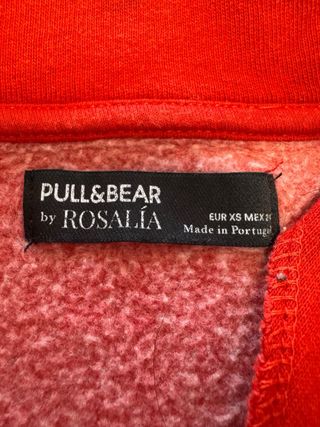 PULL&BEAR
by ROSALÍA
EUR XS MEX
Made in Portugal